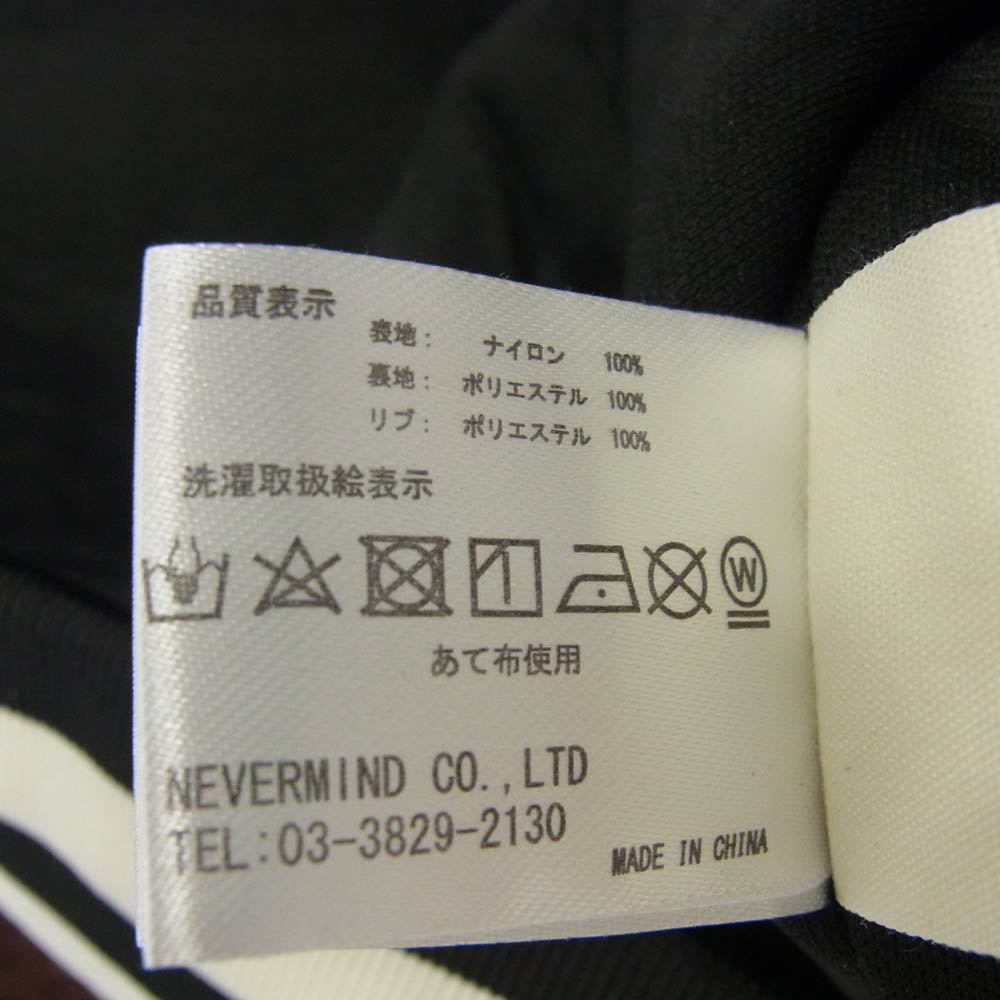 品質表示
表地： ナイロン 100%
裏地： ポリエステル 100%
リブ： ポリエステル 100%
洗濯取扱絵表示
W
あて布使用
NEVERMIND CO.,LTD
TEL:03-3829-2130
MADE IN CHINA